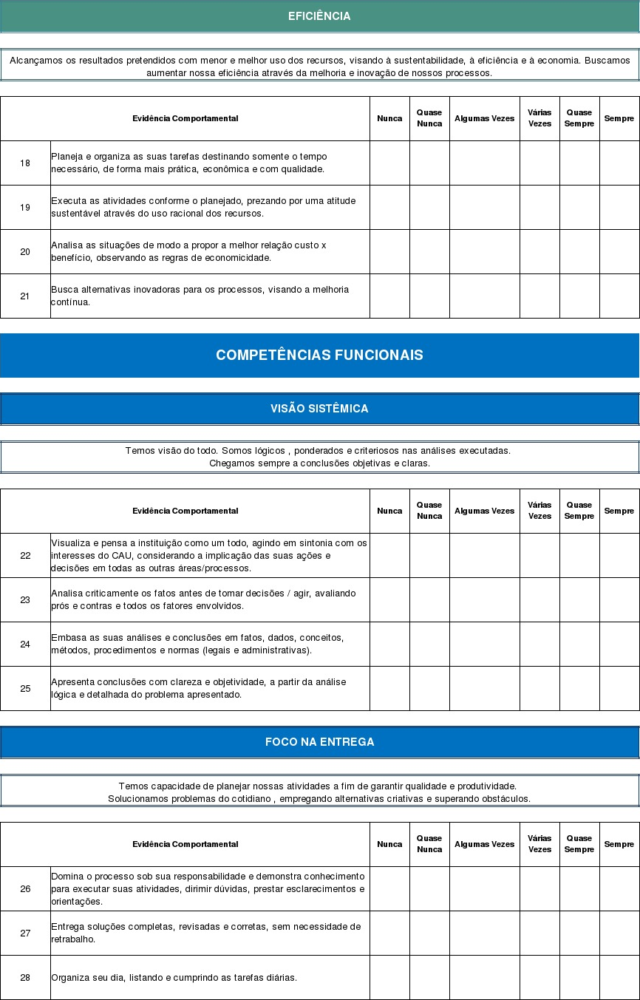 EFICIÊNCIA
Alcançamos os resultados pretendidos com menor e melhor uso dos recursos, visando à sustentabilidade, à eficiência e à economia. Buscamos
aumentar nossa eficiência através da melhoria e inovação de nossos processos.
Evidência Comportamental Nunca Quase Nunca Algumas Vezes Várias Vezes Quase Sempre Sempre
18 Planeja e organiza as suas tarefas destinando somente o tempo
necessário, de forma mais prática, econômica e com qualidade.
19 Executa as atividades conforme o planejado, prezando por uma atitude
sustentável através do uso racional dos recursos.
20 Analisa as situações de modo a propor a melhor relação custo x
benefício, observando as regras de economicidade.
21 Busca alternativas inovadoras para os processos, visando a melhoria
contínua.
COMPETÊNCIAS FUNCIONAIS
VISÃO SISTÊMICA
Temos visão do todo. Somos lógicos , ponderados e criteriosos nas análises executadas.
Chegamos sempre a conclusões objetivas e claras.
Evidência Comportamental Nunca Quase Nunca Algumas Vezes Várias Vezes Quase Sempre Sempre
22 Visualiza e pensa a instituição como um todo, agindo em sintonia com os
interesses do CAU, considerando a implicação das suas ações e
decisões em todas as outras áreas/processos.
23 Analisa criticamente os fatos antes de tomar decisões / agir, avaliando
prós e contras e todos os fatores envolvidos.
24 Embasa as suas análises e conclusões em fatos, dados, conceitos,
métodos, procedimentos e normas (legais e administrativas).
25 Apresenta conclusões com clareza e objetividade, a partir da análise
lógica e detalhada do problema apresentado.
FOCO NA ENTREGA
Temos capacidade de planejar nossas atividades a fim de garantir qualidade e produtividade.
Solucionamos problemas do cotidiano , empregando alternativas criativas e superando obstáculos.
Evidência Comportamental Nunca Quase Nunca Algumas Vezes Várias Vezes Quase Sempre Sempre
26 Domina o processo sob sua responsabilidade e demonstra conhecimento
para executar suas atividades, dirimir dúvidas, prestar esclarecimentos e
orientações.
27 Entrega soluções completas, revisadas e corretas, sem necessidade de
retrabalho.
28 Organiza seu dia, listando e cumprindo as tarefas diárias.